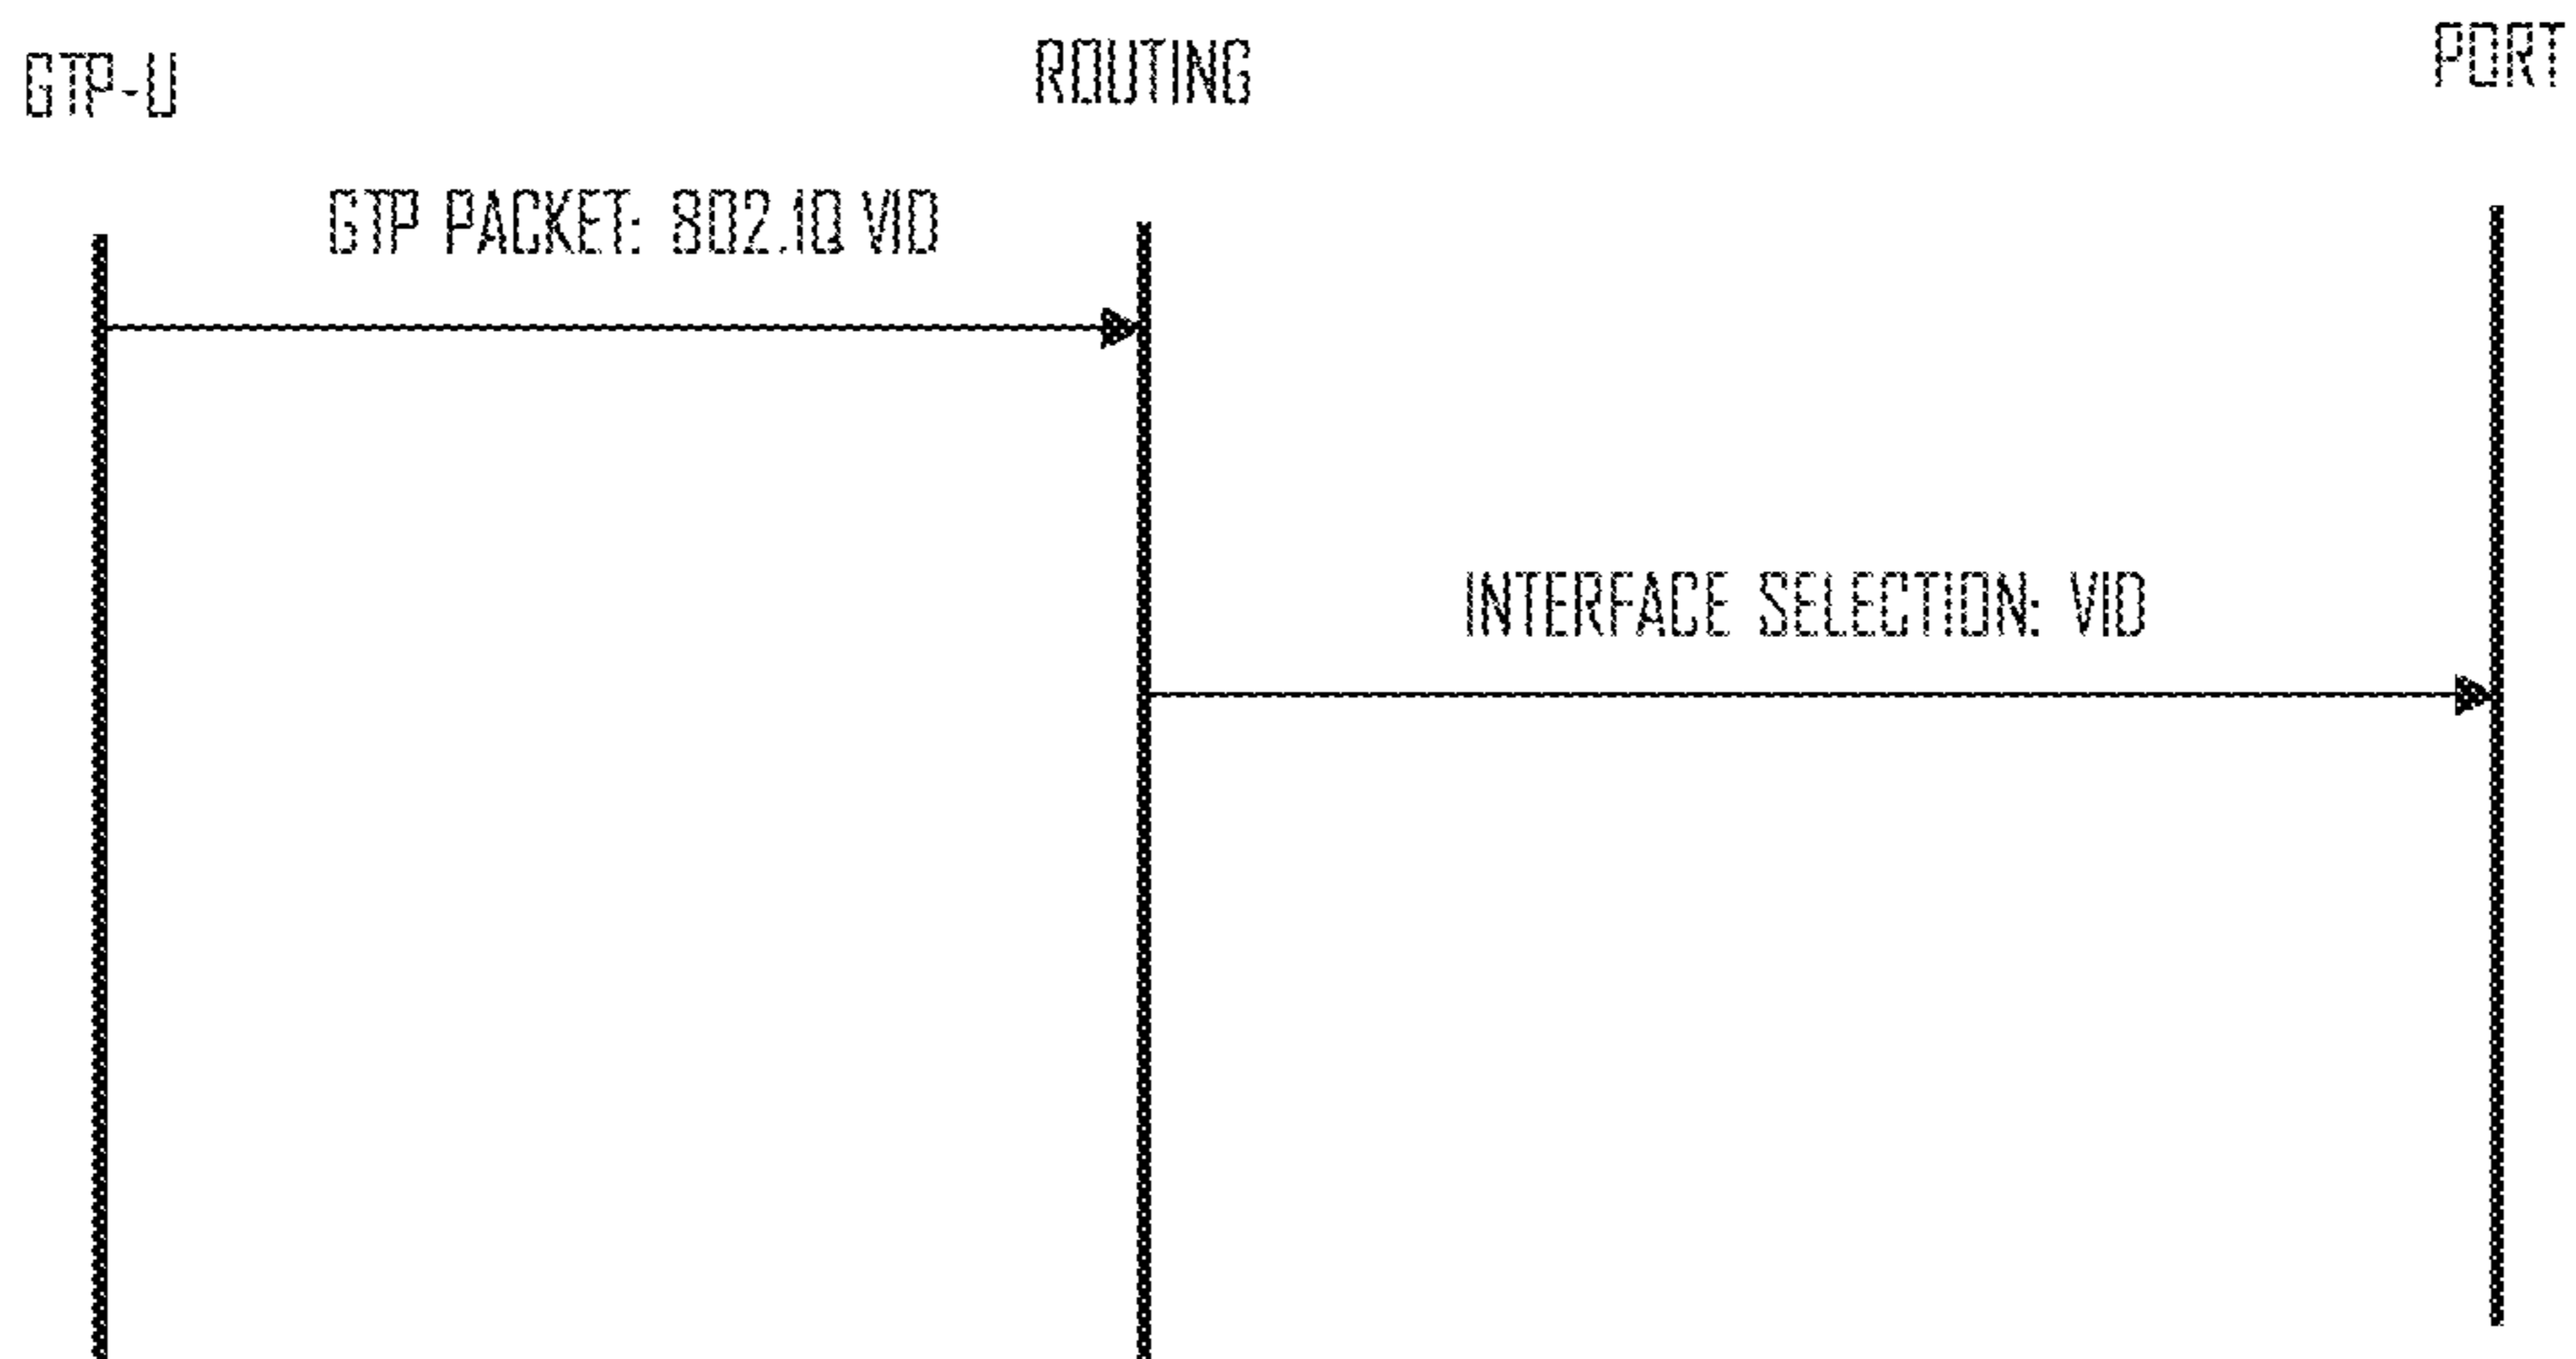 GTP-U
ROUTING
PORT
GTP PACKET: 802.1Q VID
INTERFACE SELECTION: VID